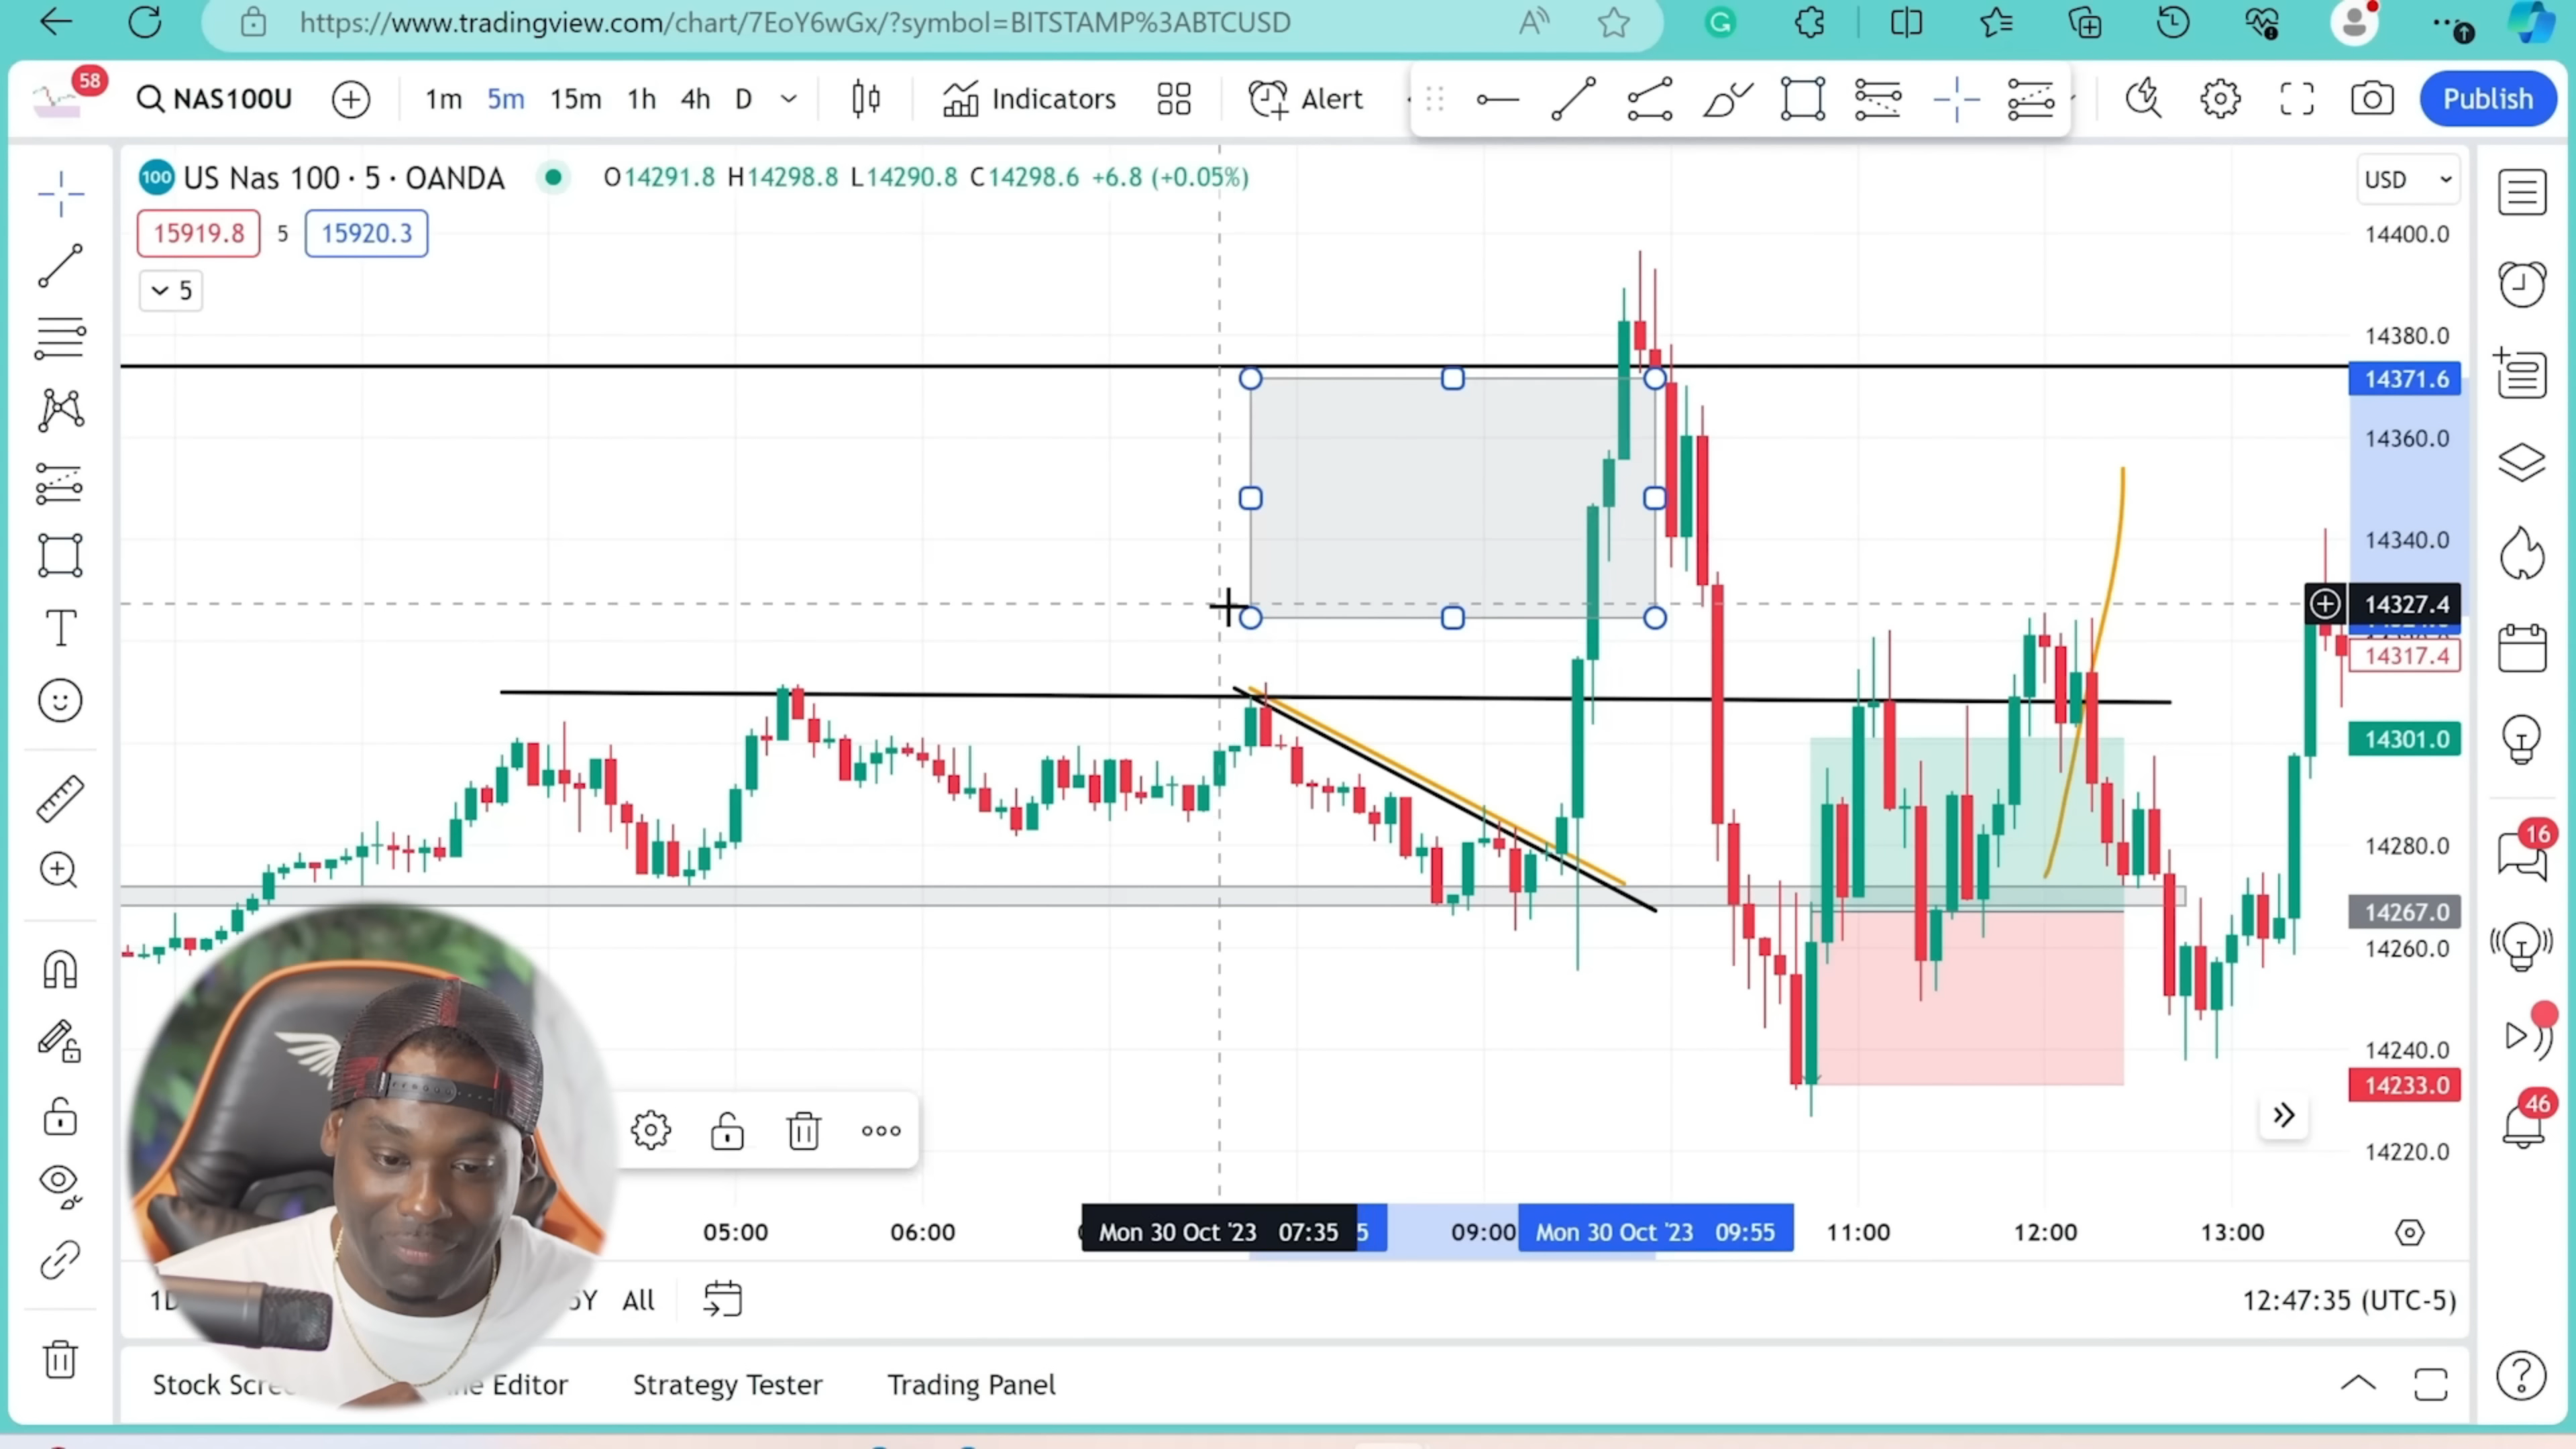 https://www.tradingview.com/chart/7EoY6wGx/?symbol=BITSTAMP%3ABTCUSD
58
NAS100U
1m 5m 15m 1h 4h D
Indicators
Alert
Publish
100 US Nas 100 · 5 · OANDA
O14291.8 H14298.8 L14290.8 C14298.6 +6.8 (+0.05%)
USD
15919.8 5 15920.3
5
14400.0
14380.0
14371.6
14360.0
14340.0
14327.4
14317.4
14301.0
14280.0
14267.0
14260.0
14240.0
14233.0
14220.0
16
46
05:00 06:00 Mon 30 Oct '23 07:35 5 09:00 Mon 30 Oct '23 09:55 11:00 12:00 13:00
All
12:47:35 (UTC-5)
Stock Editor Strategy Tester Trading Panel